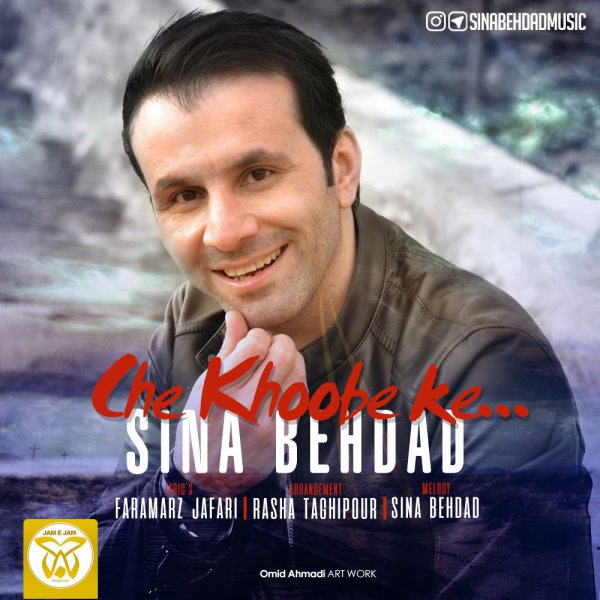 SINABEHDADMUSIC
Che Khoobe ke...
SINA BEHDAD
LYRIC'S ARRANGEMENT MELODY
FARAMARZ JAFARI | RASHA TAGHIPOUR | SINA BEHDAD
JAM E JAM
Omid Ahmadi ART WORK